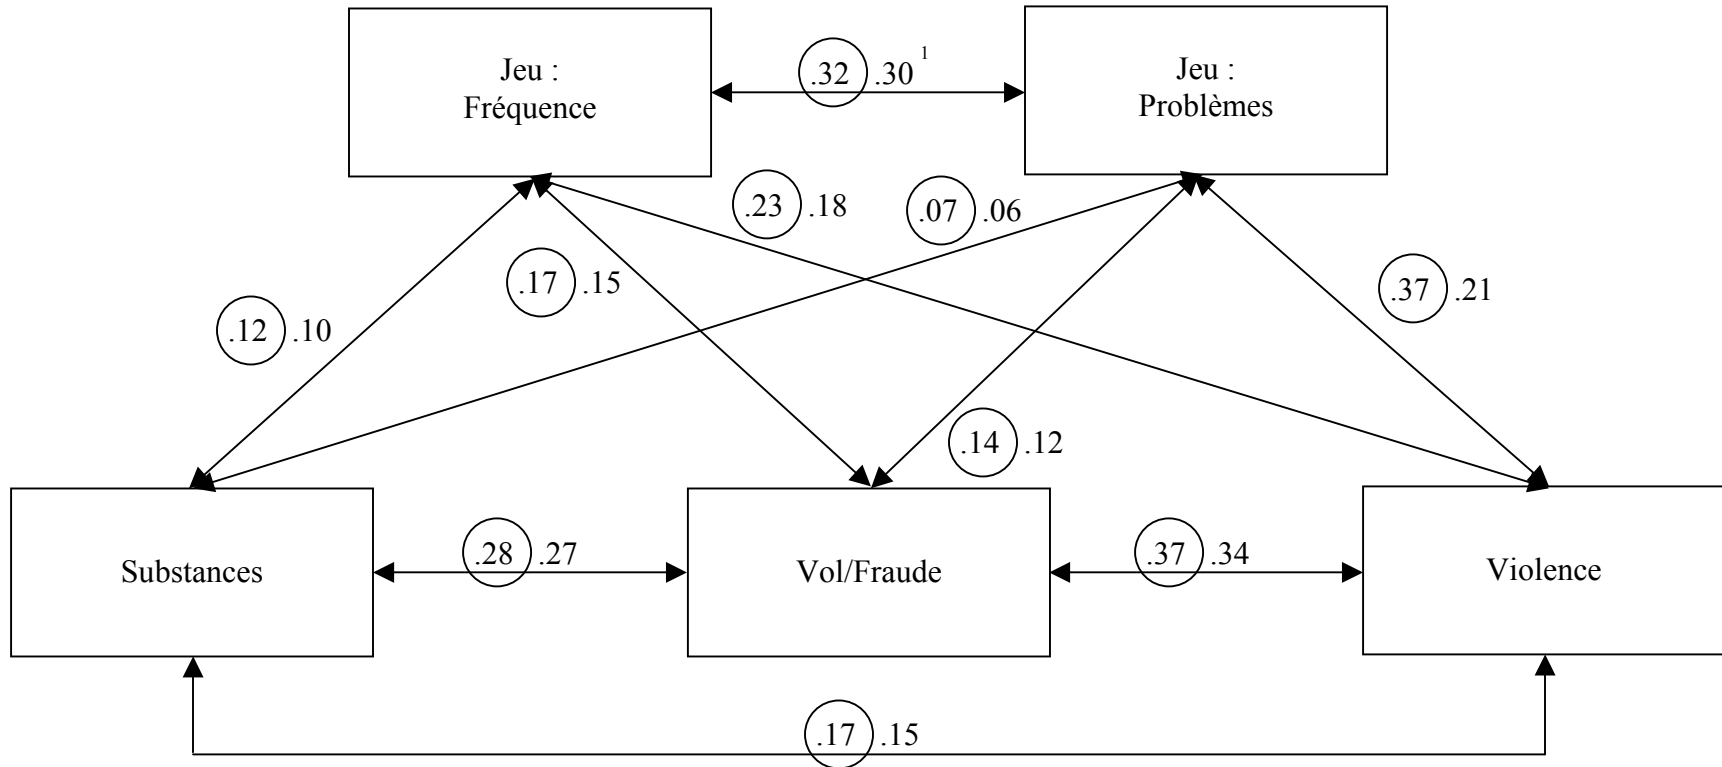 Jeu :
Fréquence
.32 .30 1
Jeu :
Problèmes
.23 .18
.07 .06
.17 .15
.37 .21
.12 .10
.14 .12
Substances
.28 .27
Vol/Fraude
.37 .34
Violence
.17 .15